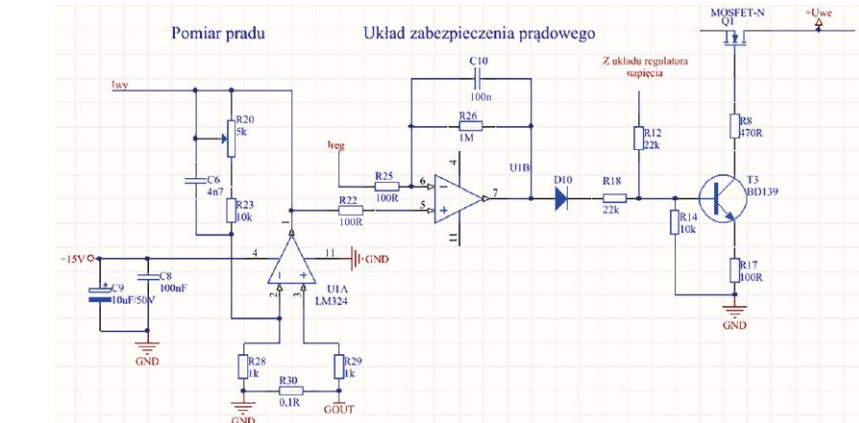 MOSFET-N
Q1
+Uwe
Pomiar pradu
Układ zabezpieczenia prądowego
C10
100n
Z układu regulatora
napięcia
Iwy
R20
5k
R26
1M
R8
470R
R12
22k
Ireg
4
U1B
R25
100R
6
7
D10
R18
22k
T3
BD139
C6
4n7
R23
10k
R22
100R
5
1
11
R14
10k
+15V
4
11
GND
R17
100R
C8
100nF
C9
10uF/50V
U1A
LM324
2
3
GND
GND
R28
1k
R29
1k
R30
0,1R
GND
GOUT